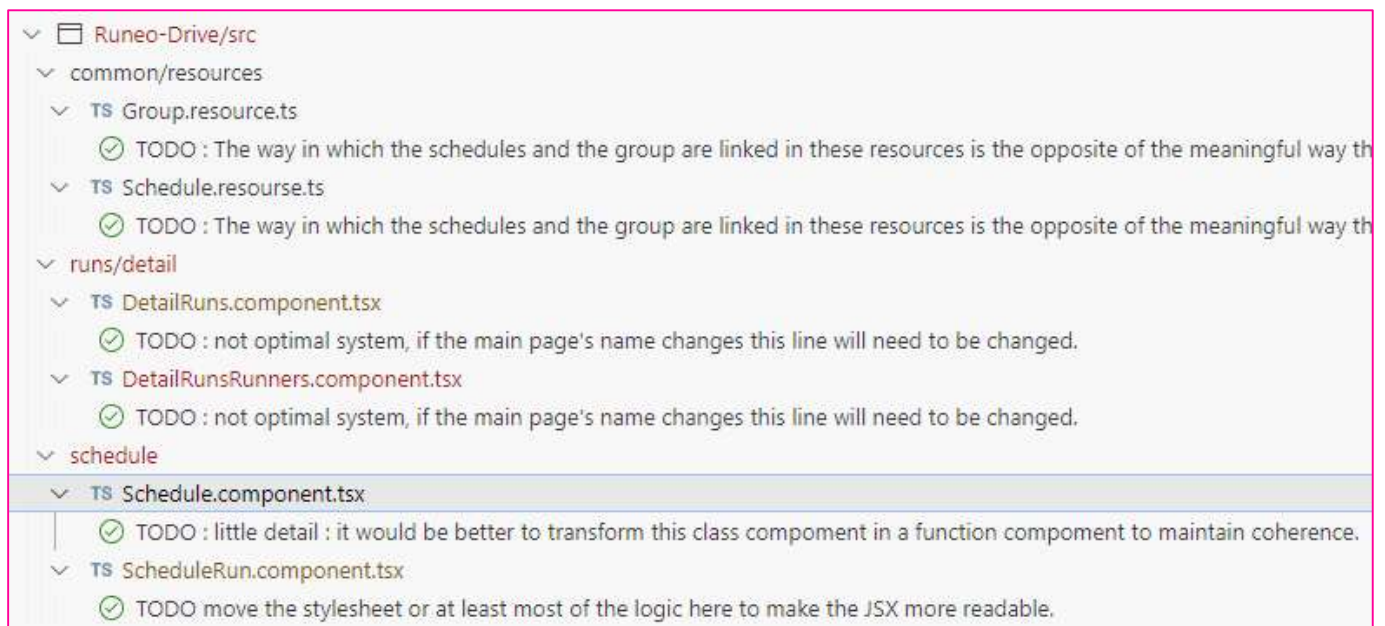 Runeo-Drive/src
common/resources
TS Group.resource.ts
TODO : The way in which the schedules and the group are linked in these resources is the opposite of the meaningful way th
TS Schedule.resourse.ts
TODO : The way in which the schedules and the group are linked in these resources is the opposite of the meaningful way th
runs/detail
TS DetailRuns.component.tsx
TODO : not optimal system, if the main page's name changes this line will need to be changed.
TS DetailRunsRunners.component.tsx
TODO : not optimal system, if the main page's name changes this line will need to be changed.
schedule
TS Schedule.component.tsx
TODO : little detail : it would be better to transform this class compoment in a function compoment to maintain coherence.
TS ScheduleRun.component.tsx
TODO move the stylesheet or at least most of the logic here to make the JSX more readable.